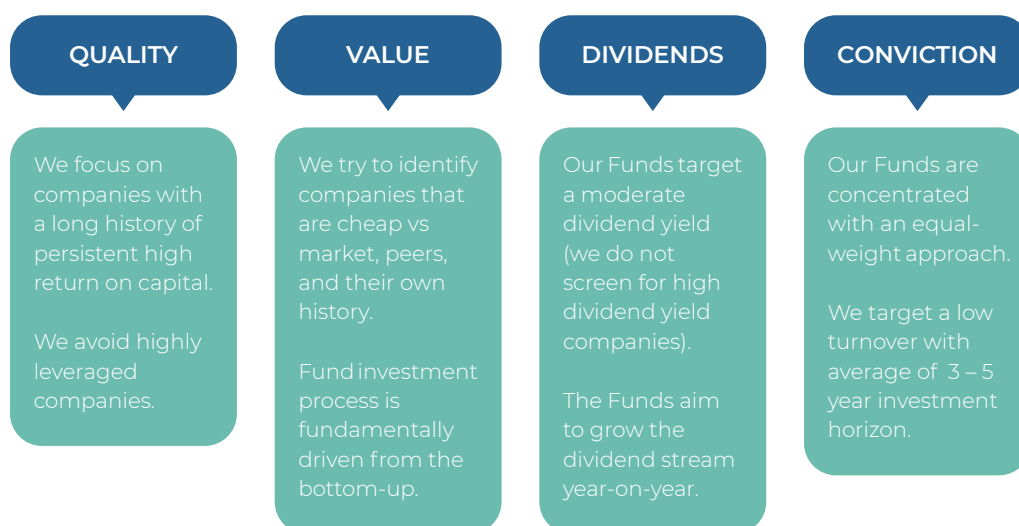 QUALITY
We focus on
companies with
a long history of
persistent high
return on capital.
We avoid highly
leveraged
companies.
VALUE
We try to identify
companies that
are cheap vs
market, peers,
and their own
history.
Fund investment
process is
fundamentally
driven from the
bottom-up.
DIVIDENDS
Our Funds target
a moderate
dividend yield
(we do not
screen for high
dividend yield
companies).
The Funds aim
to grow the
dividend stream
year-on-year.
CONVICTION
Our Funds are
concentrated
with an equal-
weight approach.
We target a low
turnover with
average of 3 – 5
year investment
horizon.